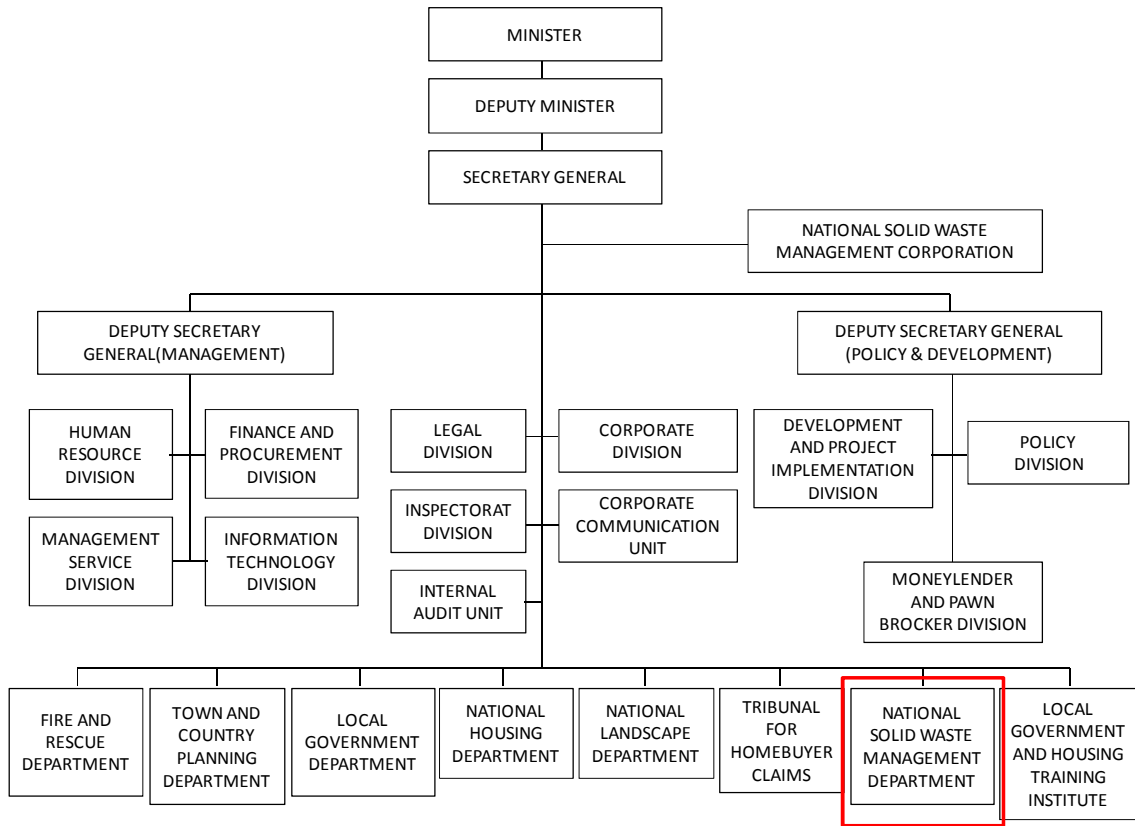 MINISTER
DEPUTY MINISTER
SECRETARY GENERAL
NATIONAL SOLID WASTE
MANAGEMENT CORPORATION
DEPUTY SECRETARY
GENERAL(MANAGEMENT)
DEPUTY SECRETARY GENERAL
(POLICY & DEVELOPMENT)
HUMAN
RESOURCE
DIVISION
FINANCE AND
PROCUREMENT
DIVISION
LEGAL
DIVISION
CORPORATE
DIVISION
DEVELOPMENT
AND PROJECT
IMPLEMENTATION
DIVISION
POLICY
DIVISION
MANAGEMENT
SERVICE
DIVISION
INFORMATION
TECHNOLOGY
DIVISION
INSPECTORAT
DIVISION
CORPORATE
COMMUNICATION
UNIT
INTERNAL
AUDIT UNIT
MONEYLENDER
AND PAWN
BROCKER DIVISION
FIRE AND
RESCUE
DEPARTMENT
TOWN AND
COUNTRY
PLANNING
DEPARTMENT
LOCAL
GOVERNMENT
DEPARTMENT
NATIONAL
HOUSING
DEPARTMENT
NATIONAL
LANDSCAPE
DEPARTMENT
TRIBUNAL
FOR
HOMEBUYER
CLAIMS
NATIONAL
SOLID WASTE
MANAGEMENT
DEPARTMENT
LOCAL
GOVERNMENT
AND HOUSING
TRAINING
INSTITUTE